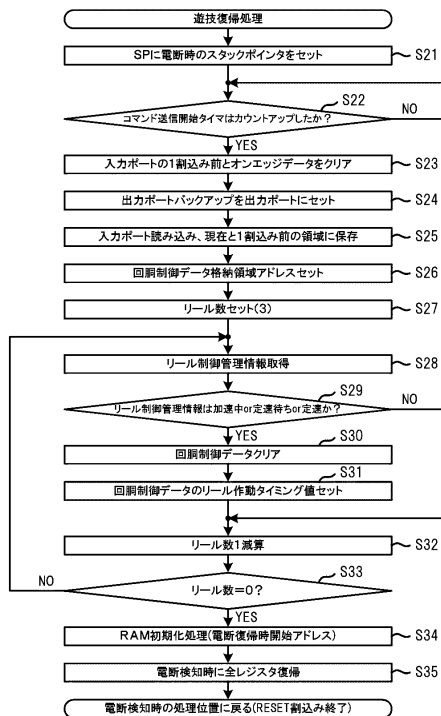 遊技復帰処理
SPに電断時のスタックポインタをセット
S21
S22
コマンド送信開始タイマはカウントアップしたか？
NO
YES
入力ポートの1割込み前とオンエッジデータをクリア
S23
出力ポートバックアップを出力ポートにセット
S24
入力ポート読み込み、現在と1割込み前の領域に保存
S25
回胴制御データ格納領域アドレスセット
S26
リール数セット(3)
S27
リール制御管理情報取得
S28
S29
リール制御管理情報は加速中or定速待ちor定速か？
NO
YES
S30
回胴制御データクリア
S31
回胴制御データのリール作動タイミング値セット
リール数1減算
S32
S33
NO
リール数=0？
YES
RAM初期化処理(電断復帰時開始アドレス)
S34
電断検知時に全レジスタ復帰
S35
電断検知時の処理位置に戻る(RESET割込み終了)